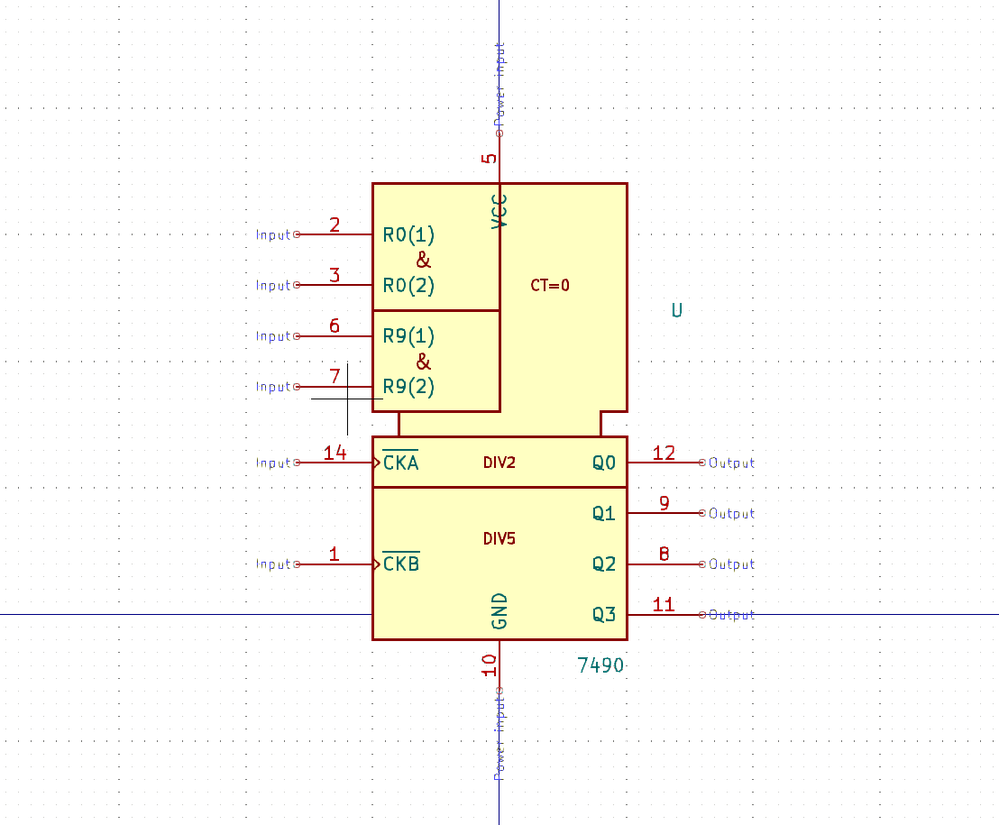 Power input
5
VCC
Input 2 R0(1)
&
CT=0
Input 3 R0(2)
U
Input 6 R9(1)
&
Input 7 R9(2)
Input 14 CKA DIV2 Q0 12 Output
Q1 9 Output
DIV5
Input 1 CKB Q2 8 Output
GND
Q3 11 Output
10
7490
Power input